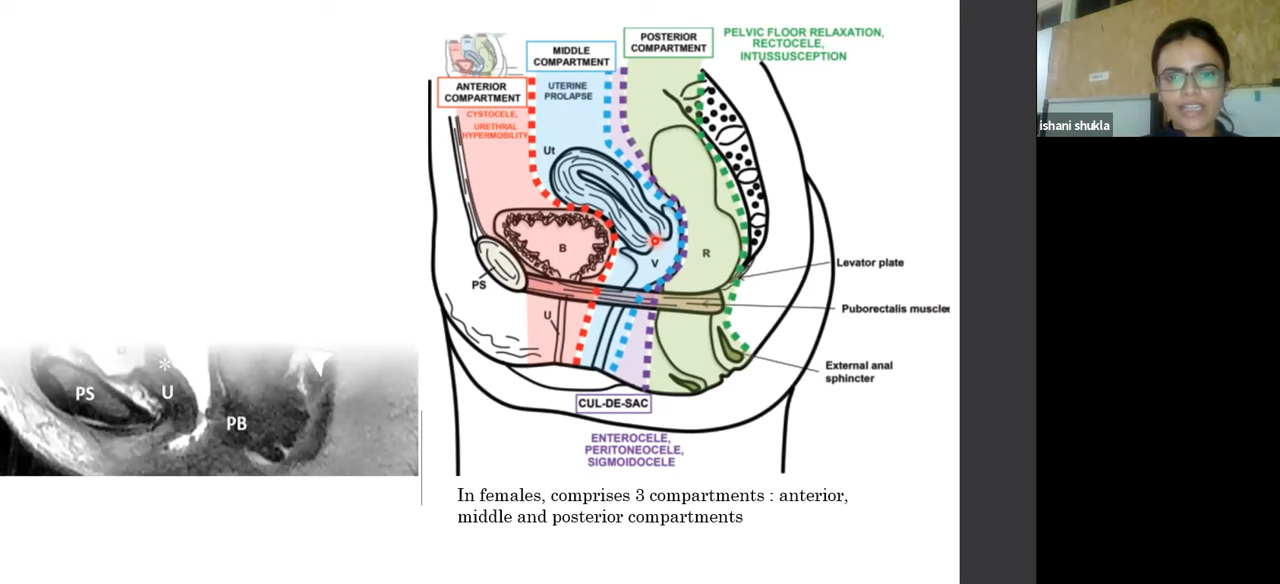 ANTERIOR
COMPARTMENT
CYSTOCELE,
URETHRAL
HYPERMOBILITY
MIDDLE
COMPARTMENT
UTERINE
PROLAPSE
POSTERIOR
COMPARTMENT
PELVIC FLOOR RELAXATION,
RECTOCELE,
INTUSSUSCEPTION
Ut
B
V
R
PS
U
Levator plate
Puborectalis muscle
External anal
sphincter
CUL-DE-SAC
ENTEROCELE,
PERITONEOCELE,
SIGMOIDOCELE
PS
*
U
PB
In females, comprises 3 compartments : anterior,
middle and posterior compartments
ishani shukla